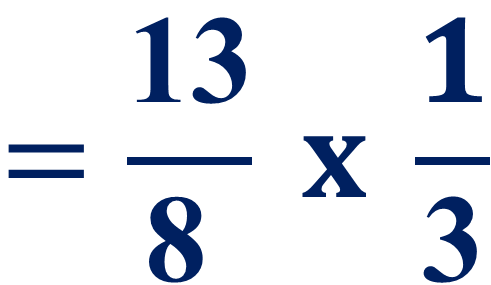 = 13/8 x 1/3